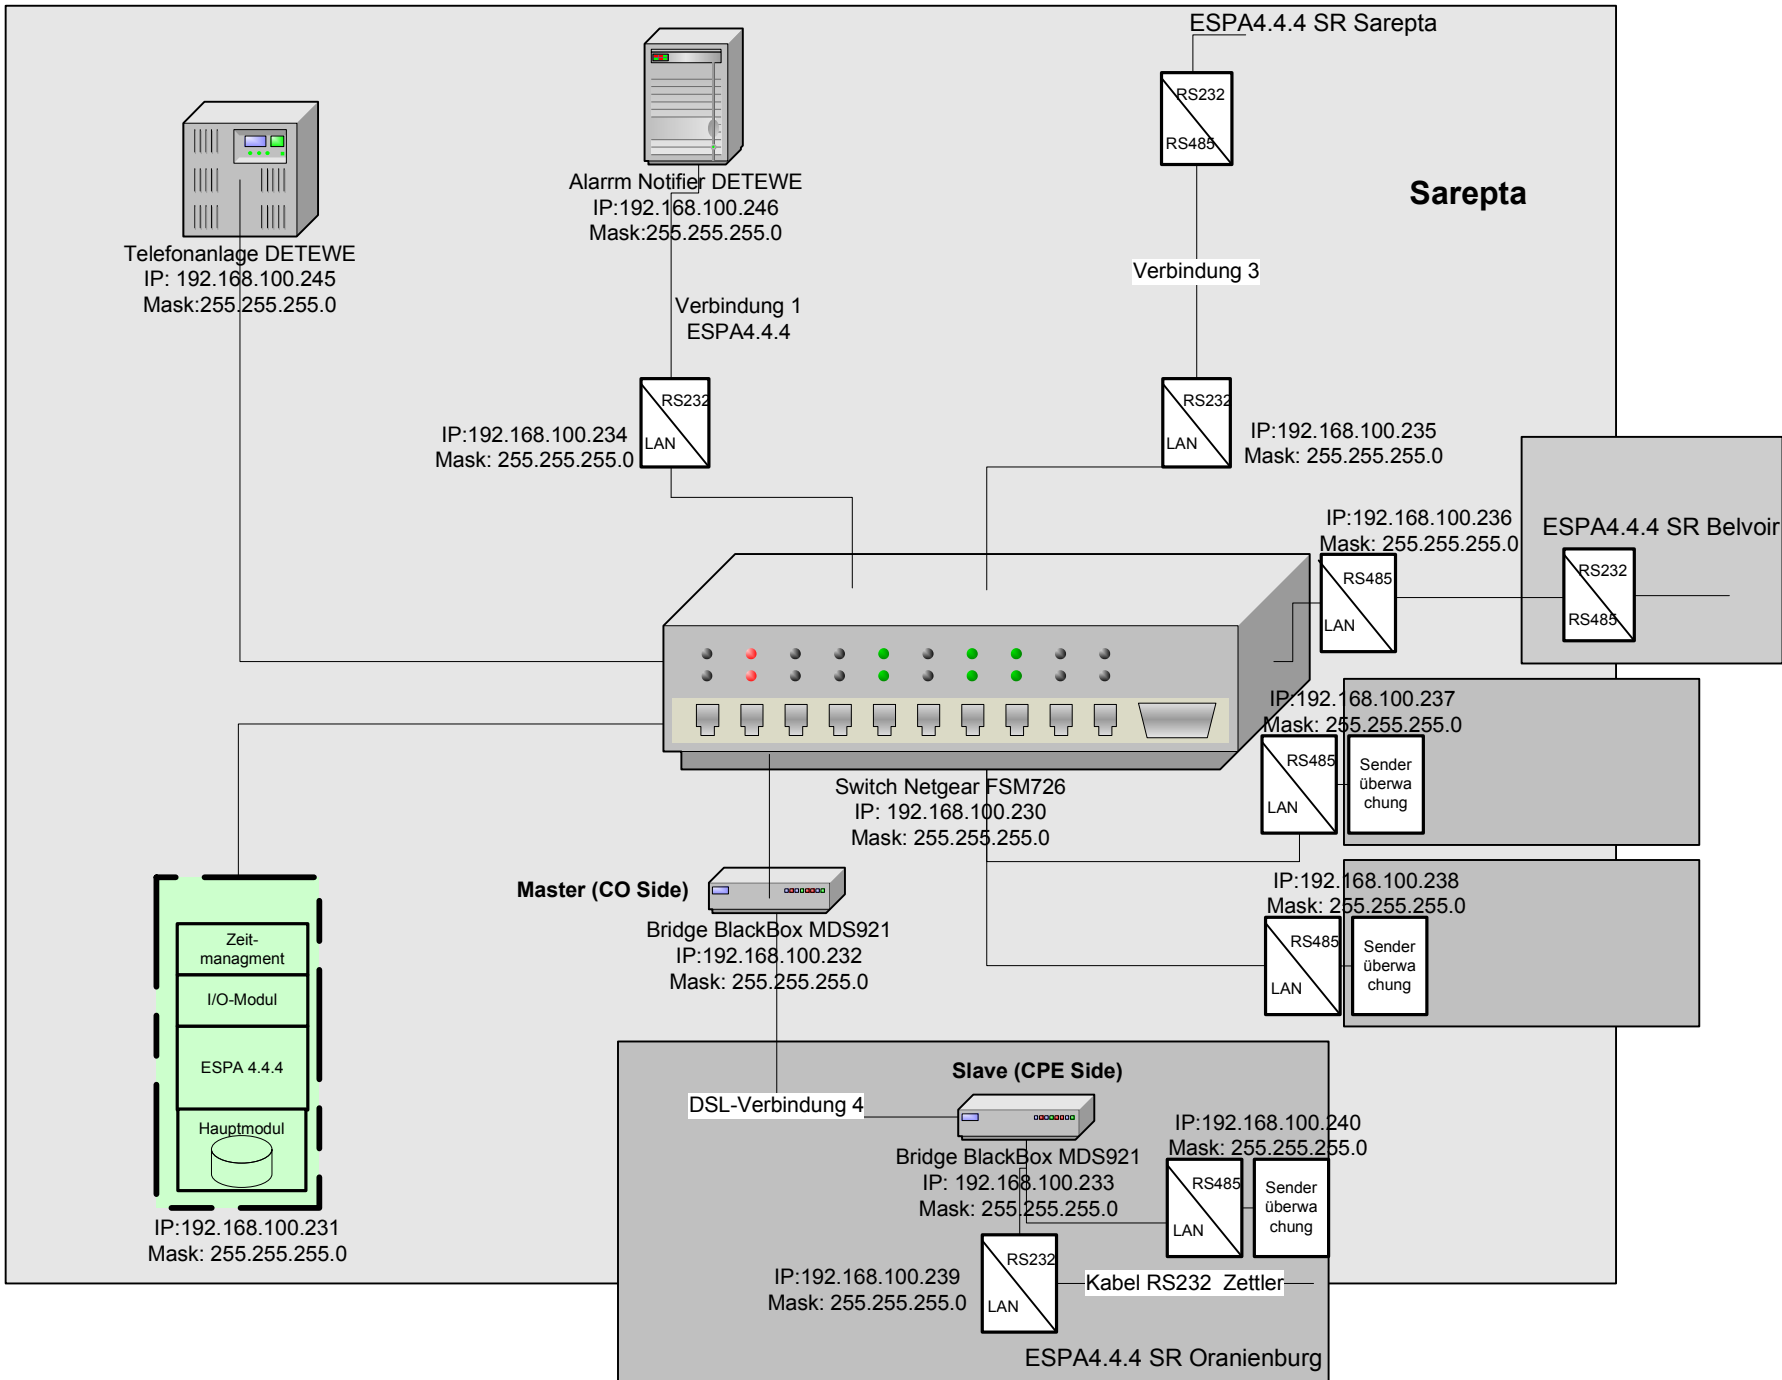 ESPA4.4.4 SR Sarepta
RS232
RS485
Sarepta
Alarrm Notifier DETEWE
IP:192.168.100.246
Mask:255.255.255.0
Telefonanlage DETEWE
IP: 192.168.100.245
Mask:255.255.255.0
Verbindung 3
Verbindung 1
ESPA4.4.4
RS232
LAN
IP:192.168.100.234
Mask: 255.255.255.0
RS232
LAN
IP:192.168.100.235
Mask: 255.255.255.0
IP:192.168.100.236
Mask: 255.255.255.0
RS485
LAN
ESPA4.4.4 SR Belvoir
RS232
RS485
IP:192.168.100.237
Mask: 255.255.255.0
RS485
LAN
Sender
überwa
chung
Switch Netgear FSM726
IP: 192.168.100.230
Mask: 255.255.255.0
IP:192.168.100.238
Mask: 255.255.255.0
RS485
LAN
Sender
überwa
chung
Master (CO Side)
Bridge BlackBox MDS921
IP:192.168.100.232
Mask: 255.255.255.0
Zeit-
managment
I/O-Modul
ESPA 4.4.4
Hauptmodul
IP:192.168.100.231
Mask: 255.255.255.0
Slave (CPE Side)
DSL-Verbindung 4
Bridge BlackBox MDS921
IP: 192.168.100.233
Mask: 255.255.255.0
IP:192.168.100.240
Mask: 255.255.255.0
RS485
LAN
Sender
überwa
chung
IP:192.168.100.239
Mask: 255.255.255.0
RS232
LAN
Kabel RS232  Zettler
ESPA4.4.4 SR Oranienburg